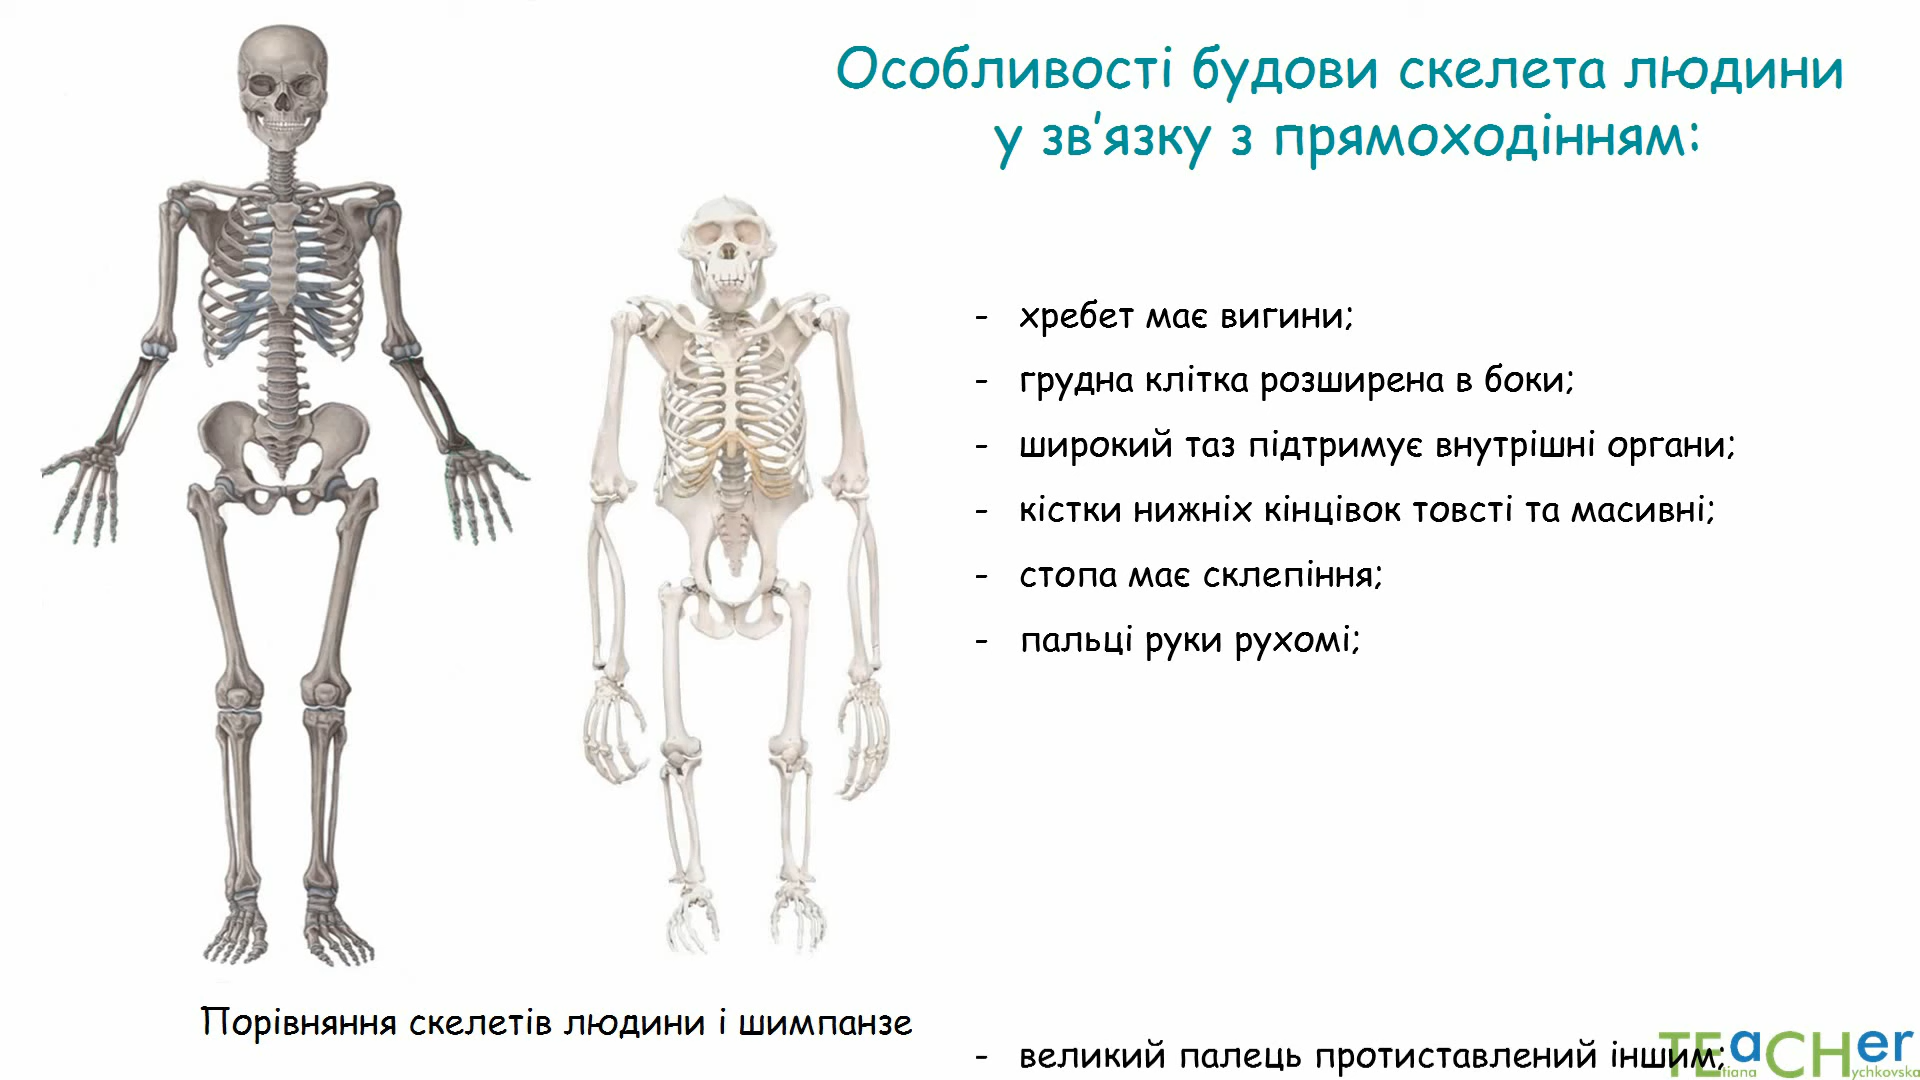 Особливості будови скелета людини
у зв’язку з прямоходінням:
- хребет має вигини;
- грудна клітка розширена в боки;
- широкий таз підтримує внутрішні органи;
- кістки нижніх кінцівок товсті та масивні;
- стопа має склепіння;
- пальці руки рухомі;
Порівняння скелетів людини і шимпанзе
- великий палець протиставлений іншим;
TEaCHer
tiana ychkovska